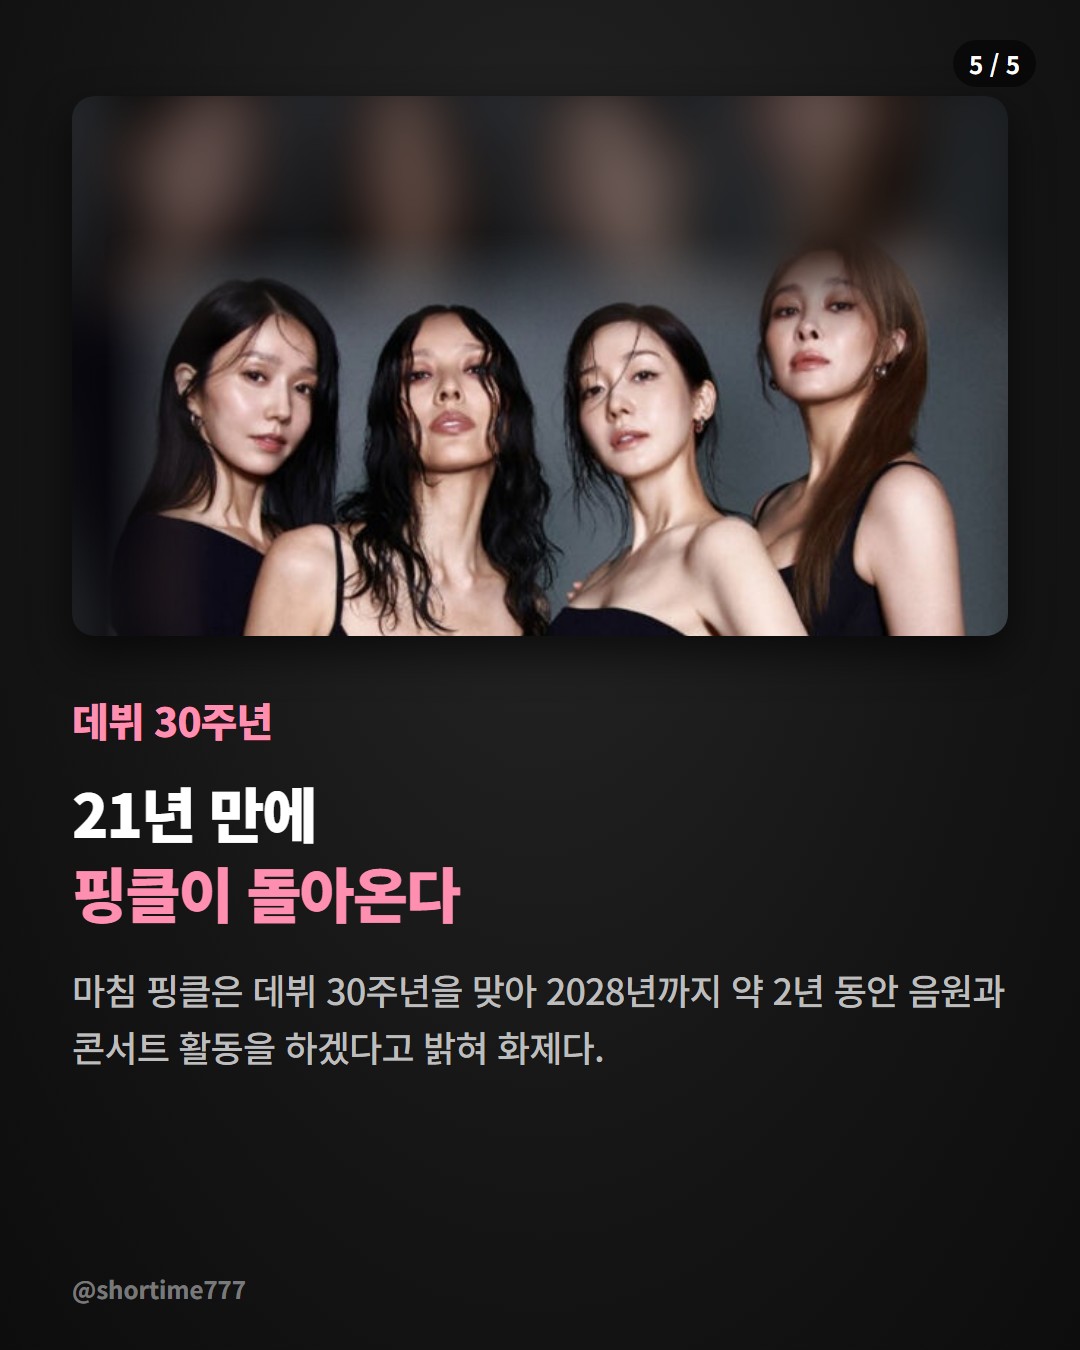 5 / 5
데뷔 30주년
21년 만에
핑클이 돌아온다
마침 핑클은 데뷔 30주년을 맞아 2028년까지 약 2년 동안 음원과
콘서트 활동을 하겠다고 밝혀 화제다.
@shortime777